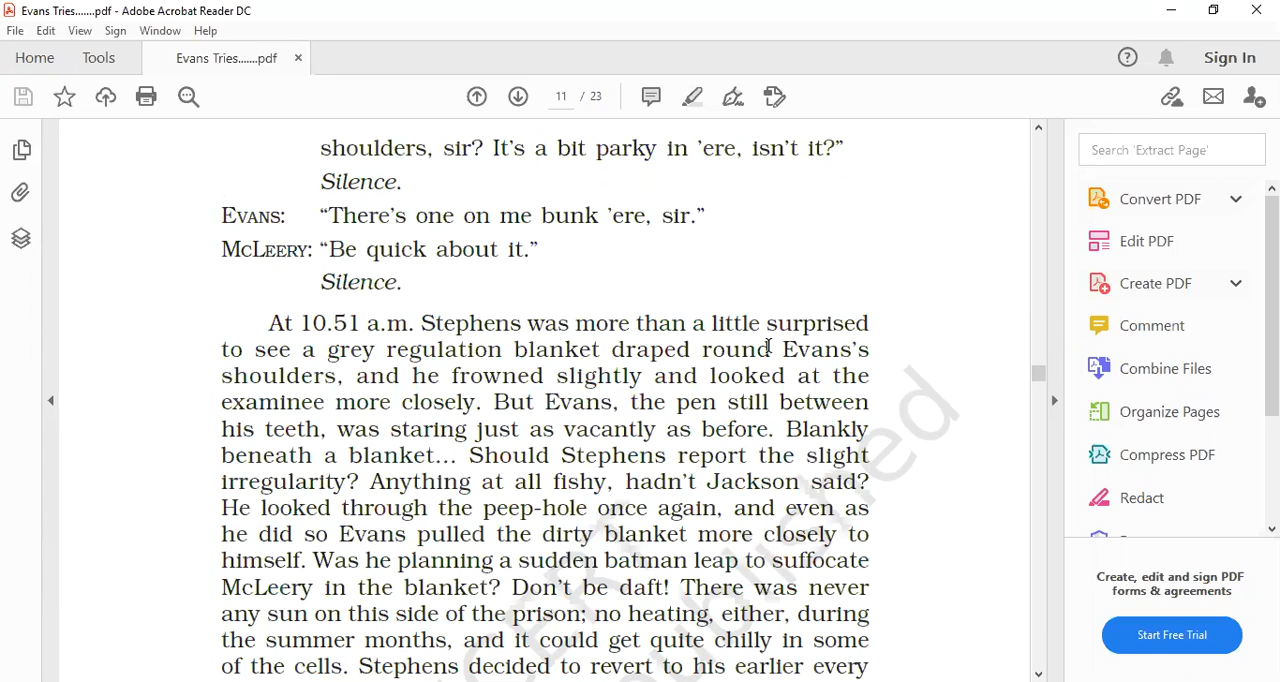 Evans Tries.......pdf - Adobe Acrobat Reader DC
File Edit View Sign Window Help
Home Tools Evans Tries.......pdf × Sign In
11 / 23
shoulders, sir? It's a bit parky in 'ere, isn't it?”
Silence.
EVANS: “There's one on me bunk 'ere, sir.”
MCLEERY: “Be quick about it.”
Silence.
At 10.51 a.m. Stephens was more than a little surprised
to see a grey regulation blanket draped round Evans's
shoulders, and he frowned slightly and looked at the
examinee more closely. But Evans, the pen still between
his teeth, was staring just as vacantly as before. Blankly
beneath a blanket... Should Stephens report the slight
irregularity? Anything at all fishy, hadn't Jackson said?
He looked through the peep-hole once again, and even as
he did so Evans pulled the dirty blanket more closely to
himself. Was he planning a sudden batman leap to suffocate
McLeery in the blanket? Don't be daft! There was never
any sun on this side of the prison; no heating, either, during
the summer months, and it could get quite chilly in some
of the cells. Stephens decided to revert to his earlier every
Search 'Extract Page'
Convert PDF
Edit PDF
Create PDF
Comment
Combine Files
Organize Pages
Compress PDF
Redact
Create, edit and sign PDF
forms & agreements
Start Free Trial